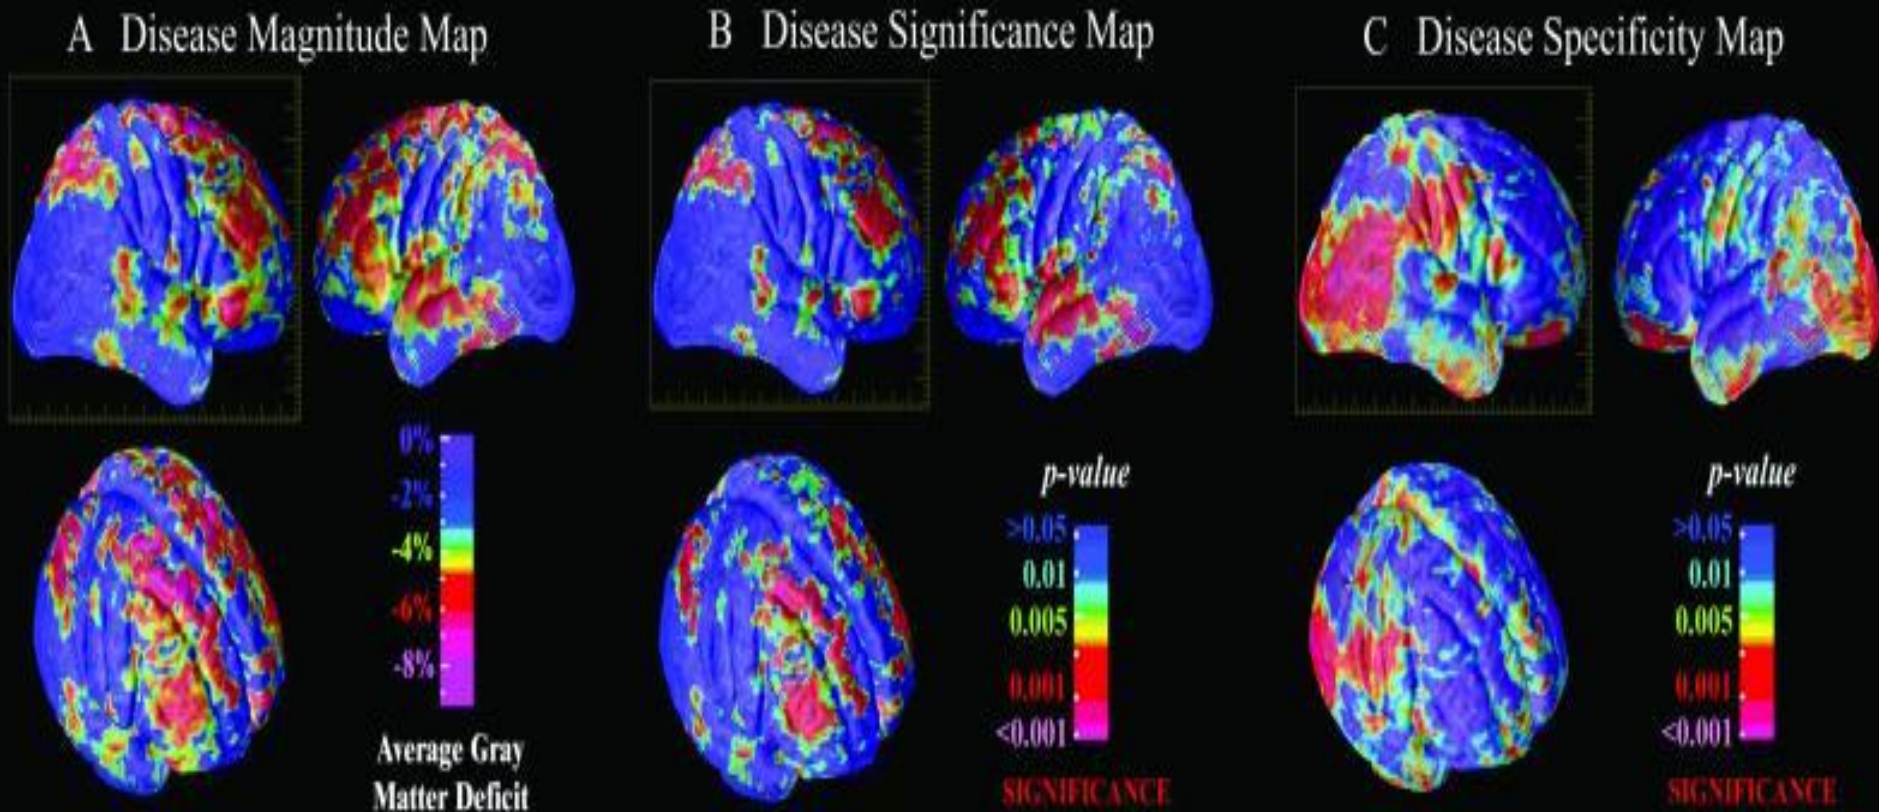 A Disease Magnitude Map
B Disease Significance Map
C Disease Specificity Map
0%
-2%
-4%
-6%
-8%
Average Gray
Matter Deficit
p-value
>0.05
0.01
0.005
0.001
<0.001
SIGNIFICANCE
p-value
>0.05
0.01
0.005
0.001
<0.001
SIGNIFICANCE